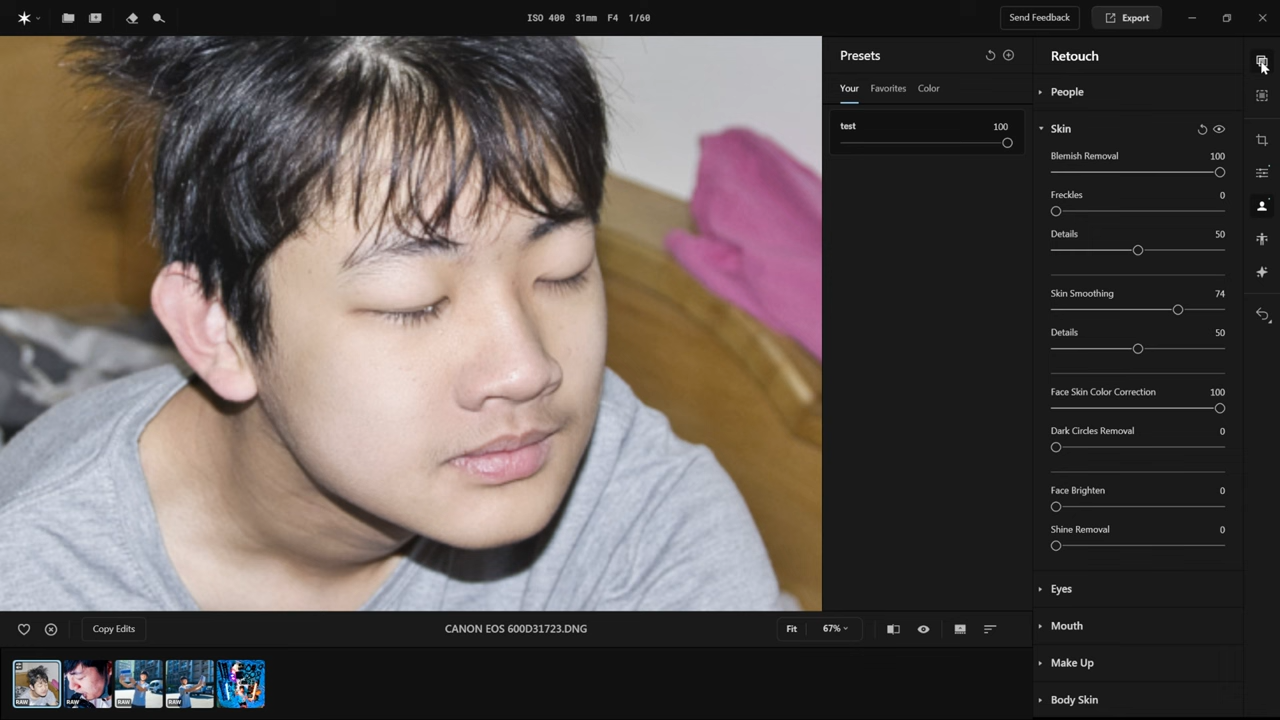 ISO 400 31mm F4 1/60
Send Feedback
Export
Presets
Your Favorites Color
test 100
Retouch
People
Skin
Blemish Removal 100
Freckles 0
Details 50
Skin Smoothing 74
Details 50
Face Skin Color Correction 100
Dark Circles Removal 0
Face Brighten 0
Shine Removal 0
Eyes
Mouth
Make Up
Body Skin
Copy Edits
CANON EOS 600D31723.DNG
Fit 67%
RAW RAW RAW RAW